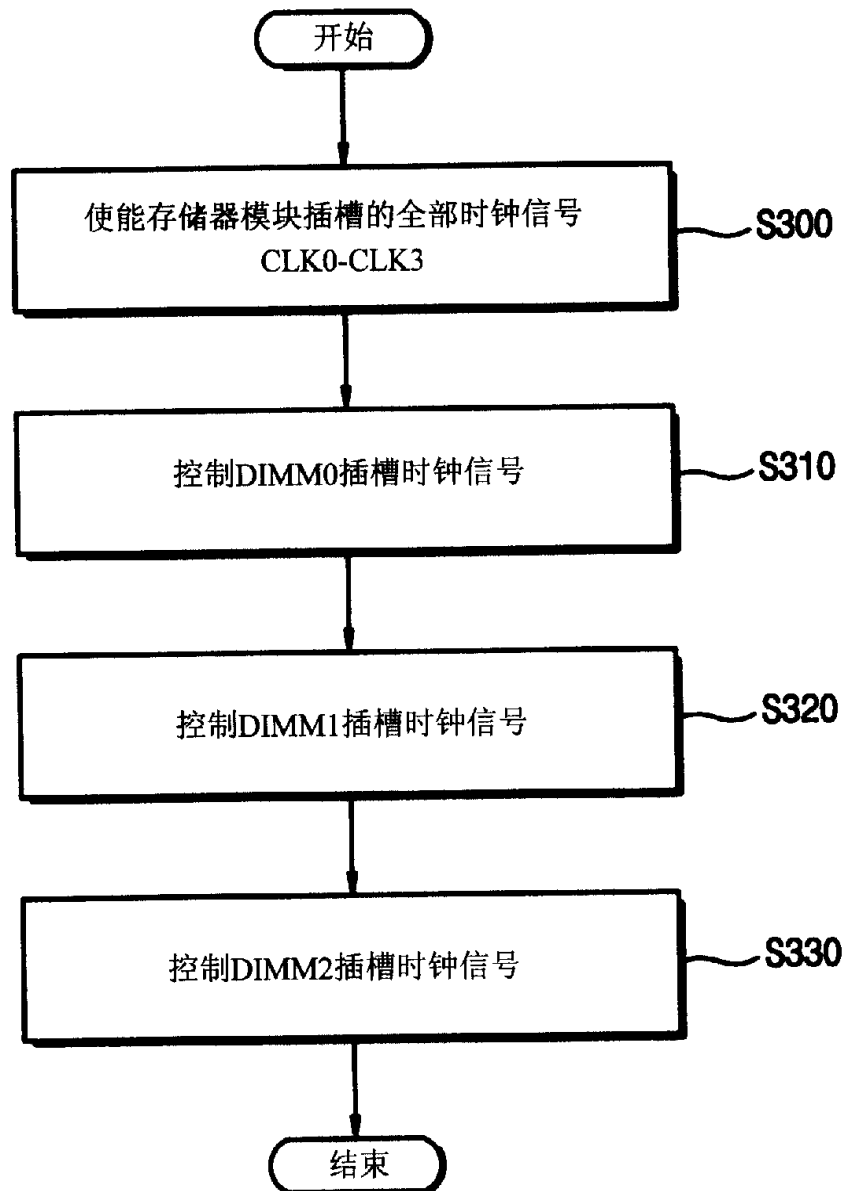 开始
使能存储器模块插槽的全部时钟信号
CLK0-CLK3
S300
控制DIMM0插槽时钟信号
S310
控制DIMM1插槽时钟信号
S320
控制DIMM2插槽时钟信号
S330
结束